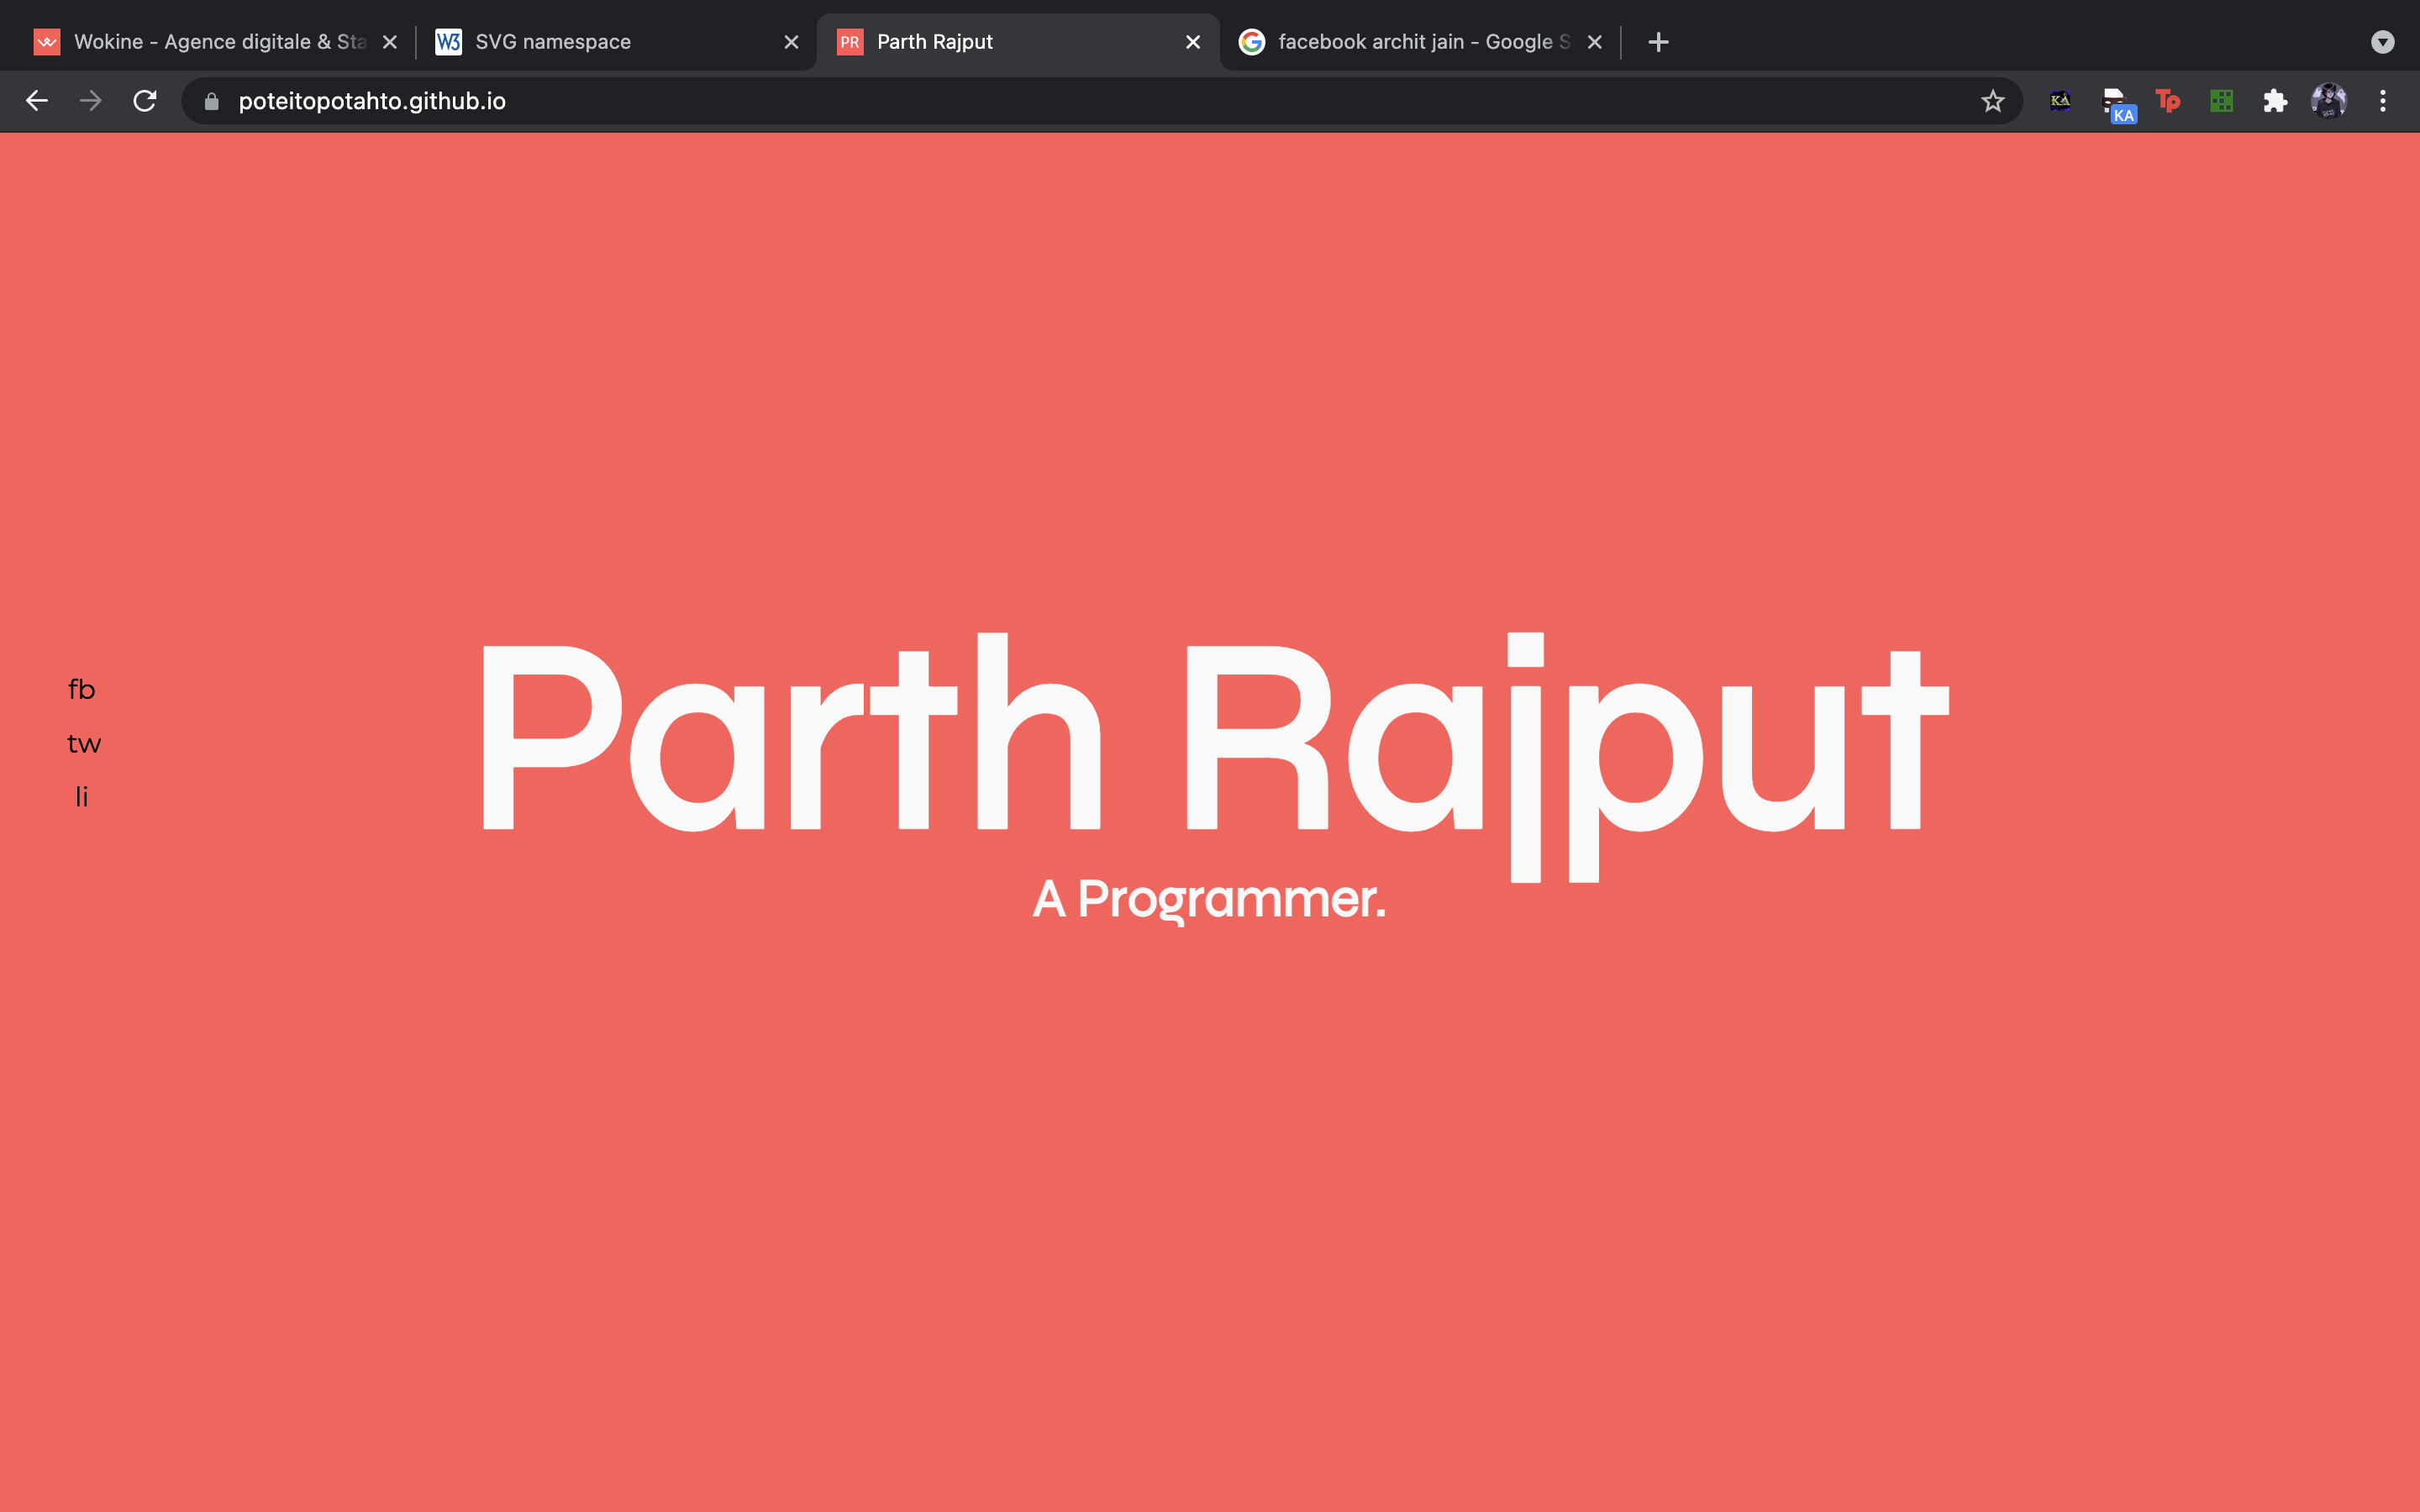 Wokine - Agence digitale & Sta
SVG namespace
PR Parth Rajput
facebook archit jain - Google S
poteitopotahto.github.io
KA
KA
Tp
fb
tw
li
Parth Rajput
A Programmer.